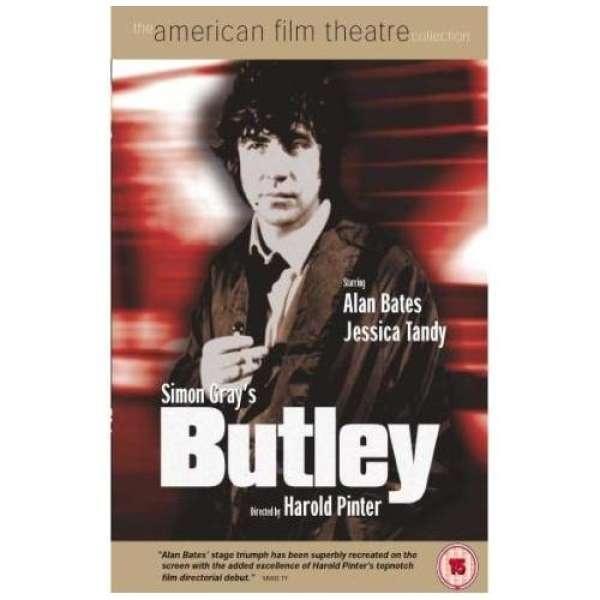 the american film theatre collection
Starring
Alan Bates
Jessica Tandy
Simon Gray's
Butley
Directed by Harold Pinter
"Alan Bates' stage triumph has been superbly recreated on the
screen with the added excellence of Harold Pinter's topnotch
film directorial debut." VARIETY
15